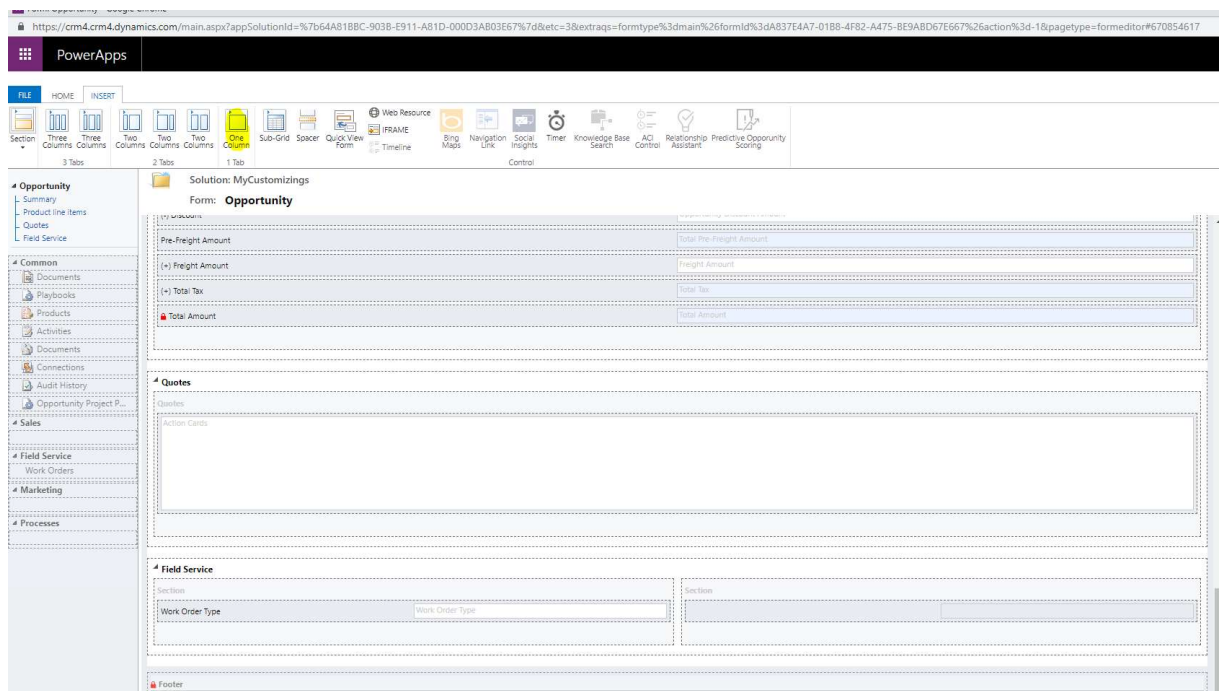 https://crm4.crm4.dynamics.com/main.aspx?appSolutionId=%7b64A81BBC-903B-E911-A81D-000D3AB03E67%7d&etc=3&extraqs=formtype%3dmain%26formId%3dA837E4A7-01B8-4F82-A475-BE9ABD67E667%26action%3d-1&pagetype=formeditor#670854617
PowerApps
FILE HOME INSERT
Section
Three Columns
Three Columns
Two Columns
Two Columns
Two Columns
One Column
Sub-Grid
Spacer
Quick View Form
Web Resource
IFRAME
Timeline
Bing Maps
Navigation Link
Social Insights
Timer
Knowledge Base Search
ACI Control
Relationship Assistant
Predictive Opporunity Scoring
3 Tabs
2 Tabs
1 Tab
Control
Opportunity
Summary
Product line items
Quotes
Field Service
Common
Documents
Playbooks
Products
Activities
Documents
Connections
Audit History
Opportunity Project P...
Sales
Field Service
Work Orders
Marketing
Processes
Solution: MyCustomizings
Form: Opportunity
Pre-Freight Amount Total Pre-Freight Amount
(+) Freight Amount Freight Amount
(+) Total Tax Total Tax
Total Amount Total Amount
Quotes
Quotes
Action Cards
Field Service
Section Section
Work Order Type Work Order Type
Footer